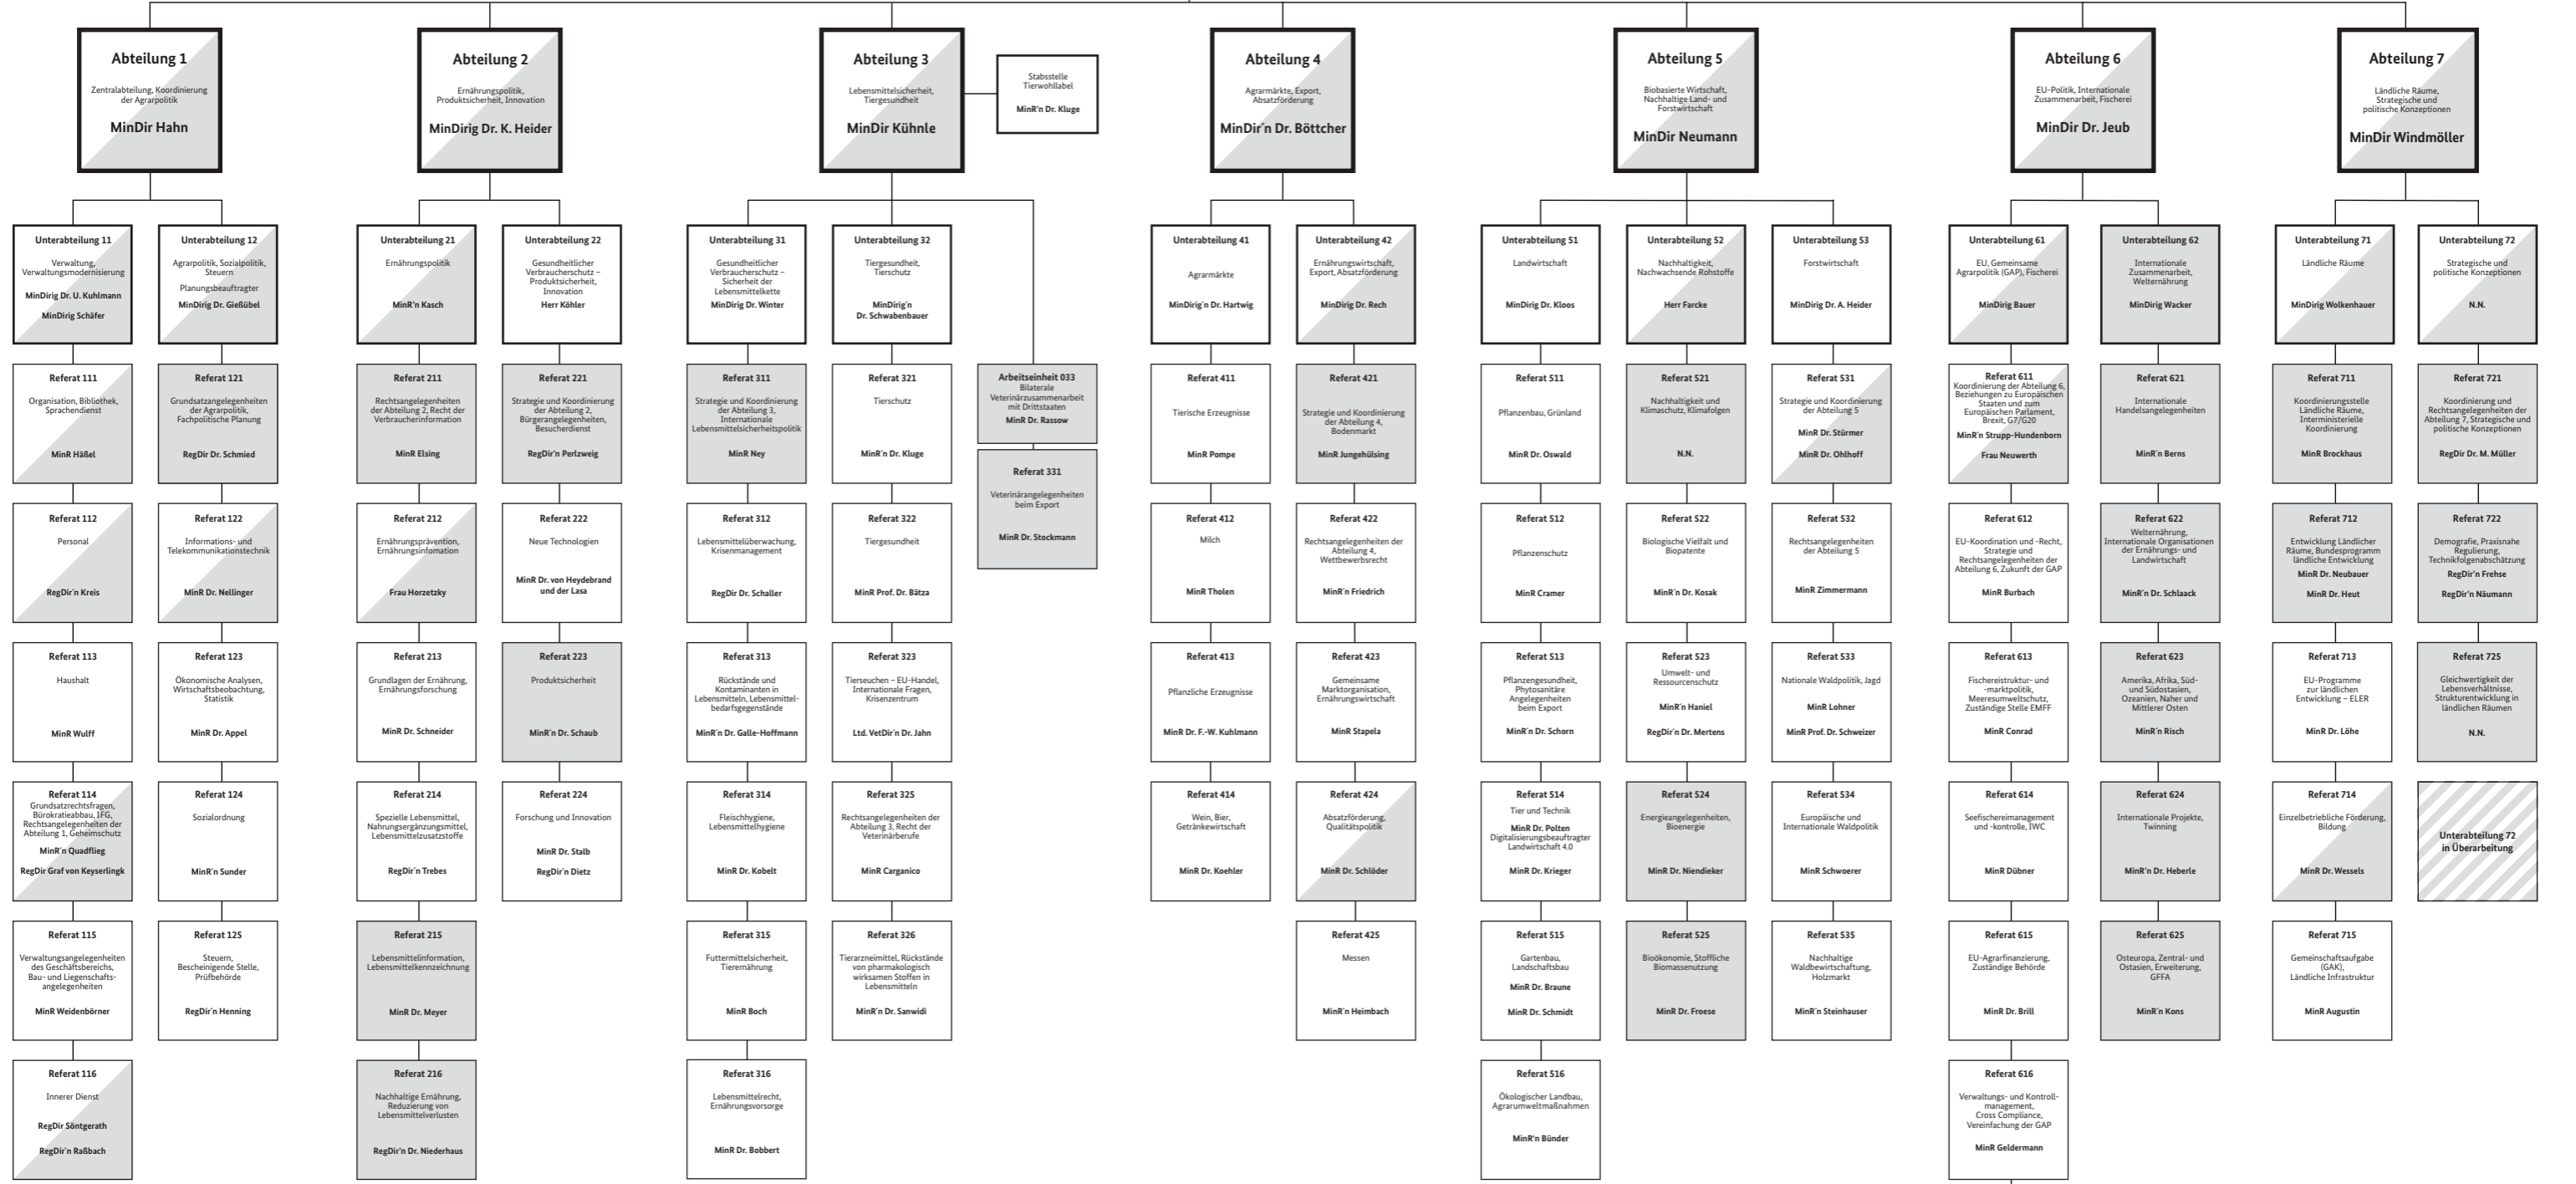 Abteilung 1
Zentralabteilung, Koordinierung
der Agrarpolitik
MinDir Hahn
Abteilung 2
Ernährungspolitik,
Produktsicherheit, Innovation
MinDirig Dr. K. Heider
Abteilung 3
Lebensmittelsicherheit,
Tiergesundheit
MinDir Kühnle
Stabsstelle
Tierwohllabel
MinR'n Dr. Kluge
Abteilung 4
Agrarmärkte, Export,
Absatzförderung
MinDir´n Dr. Böttcher
Abteilung 5
Biobasierte Wirtschaft,
Nachhaltige Land- und
Forstwirtschaft
MinDir Neumann
Abteilung 6
EU-Politik, Internationale
Zusammenarbeit, Fischerei
MinDir Dr. Jeub
Abteilung 7
Ländliche Räume,
Strategische und
politische Konzeptionen
MinDir Windmöller
Unterabteilung 11
Verwaltung,
Verwaltungsmodernisierung
MinDirig Dr. U. Kuhlmann
MinDirig Schäfer
Unterabteilung 12
Agrarpolitik, Sozialpolitik,
Steuern
Planungsbeauftragter
MinDirig Dr. Gießübel
Unterabteilung 21
Ernährungspolitik
MinR'n Kasch
Unterabteilung 22
Gesundheitlicher
Verbraucherschutz –
Produktsicherheit,
Innovation
Herr Köhler
Unterabteilung 31
Gesundheitlicher
Verbraucherschutz –
Sicherheit der
Lebensmittelkette
MinDirig Dr. Winter
Unterabteilung 32
Tiergesundheit,
Tierschutz
MinDirig´n
Dr. Schwabenbauer
Unterabteilung 41
Agrarmärkte
MinDirig´n Dr. Hartwig
Unterabteilung 42
Ernährungswirtschaft,
Export, Absatzförderung
MinDirig Dr. Rech
Unterabteilung 51
Landwirtschaft
MinDirig Dr. Kloos
Unterabteilung 52
Nachhaltigkeit,
Nachwachsende Rohstoffe
Herr Farcke
Unterabteilung 53
Forstwirtschaft
MinDirig Dr. A. Heider
Unterabteilung 61
EU, Gemeinsame
Agrarpolitik (GAP), Fischerei
MinDirig Bauer
Unterabteilung 62
Internationale
Zusammenarbeit,
Welternährung
MinDirig Wacker
Unterabteilung 71
Ländliche Räume
MinDirig Wolkenhauer
Unterabteilung 72
Strategische und
politische Konzeptionen
N.N.
Referat 111
Organisation, Bibliothek,
Sprachendienst
MinR Häßel
Referat 121
Grundsatzangelegenheiten
der Agrarpolitik,
Fachpolitische Planung
RegDir Dr. Schmied
Referat 211
Rechtsangelegenheiten
der Abteilung 2, Recht der
Verbraucherinformation
MinR Elsing
Referat 221
Strategie und Koordinierung
der Abteilung 2,
Bürgerangelegenheiten,
Besucherdienst
RegDir'n Perlzweig
Referat 311
Strategie und Koordinierung
der Abteilung 3,
Internationale
Lebensmittelsicherheitspolitik
MinR Ney
Referat 321
Tierschutz
MinR´n Dr. Kluge
Arbeitseinheit 033
Bilaterale
Veterinärzusammenarbeit
mit Drittstaaten
MinR Dr. Rassow
Referat 331
Veterinärangelegenheiten
beim Export
MinR Dr. Stockmann
Referat 411
Tierische Erzeugnisse
MinR Pompe
Referat 421
Strategie und Koordinierung
der Abteilung 4,
Bodenmarkt
MinR Jungehülsing
Referat 511
Pflanzenbau, Grünland
MinR Dr. Oswald
Referat 521
Nachhaltigkeit und
Klimaschutz, Klimafolgen
N.N.
Referat 531
Strategie und Koordinierung
der Abteilung 5
MinR Dr. Stürmer
MinR Dr. Ohlhoff
Referat 611
Koordinierung der Abteilung 6,
Beziehungen zu Europäischen
Staaten und zum
Europäischen Parlament,
Brexit, G7/G20
MinR´n Strupp-Hundenborn
Frau Neuwerth
Referat 621
Internationale
Handelsangelegenheiten
MinR´n Berns
Referat 711
Koordinierungsstelle
Ländliche Räume,
Interministerielle
Koordinierung
MinR Brockhaus
Referat 721
Koordinierung und
Rechtsangelegenheiten der
Abteilung 7, Strategische und
politische Konzeptionen
RegDir Dr. M. Müller
Referat 112
Personal
RegDir´n Kreis
Referat 122
Informations- und
Telekommunikationstechnik
MinR Dr. Nellinger
Referat 212
Ernährungsprävention,
Ernährungsinfomation
Frau Horzetzky
Referat 222
Neue Technologien
MinR Dr. von Heydebrand
und der Lasa
Referat 312
Lebensmittelüberwachung,
Krisenmanagement
RegDir Dr. Schaller
Referat 322
Tiergesundheit
MinR Prof. Dr. Bätza
Referat 412
Milch
MinR Tholen
Referat 422
Rechtsangelegenheiten der
Abteilung 4,
Wettbewerbsrecht
MinR´n Friedrich
Referat 512
Pflanzenschutz
MinR Cramer
Referat 522
Biologische Vielfalt und
Biopatente
MinR´n Dr. Kosak
Referat 532
Rechtsangelegenheiten
der Abteilung 5
MinR Zimmermann
Referat 612
EU-Koordination und -Recht,
Strategie und
Rechtsangelegenheiten der
Abteilung 6, Zukunft der GAP
MinR Burbach
Referat 622
Welternährung,
Internationale Organisationen
der Ernährungs- und
Landwirtschaft
MinR´n Dr. Schlaack
Referat 712
Entwicklung Ländlicher
Räume, Bundesprogramm
ländliche Entwicklung
MinR Dr. Neubauer
MinR Dr. Heut
Referat 722
Demografie, Praxisnahe
Regulierung,
Technikfolgenabschätzung
RegDir'n Frehse
RegDir'n Näumann
Referat 113
Haushalt
MinR Wulff
Referat 123
Ökonomische Analysen,
Wirtschaftsbeobachtung,
Statistik
MinR Dr. Appel
Referat 213
Grundlagen der Ernährung,
Ernährungsforschung
MinR Dr. Schneider
Referat 223
Produktsicherheit
MinR´n Dr. Schaub
Referat 313
Rückstände und
Kontaminanten in
Lebensmitteln, Lebensmittel-
bedarfsgegenstände
MinR´n Dr. Galle-Hoffmann
Referat 323
Tierseuchen – EU-Handel,
Internationale Fragen,
Krisenzentrum
Ltd. VetDir´n Dr. Jahn
Referat 413
Pflanzliche Erzeugnisse
MinR Dr. F.-W. Kuhlmann
Referat 423
Gemeinsame
Marktorganisation,
Ernährungswirtschaft
MinR Stapela
Referat 513
Pflanzengesundheit,
Phytosanitäre
Angelegenheiten
beim Export
MinR´n Dr. Schorn
Referat 523
Umwelt- und
Ressourcenschutz
MinR´n Haniel
RegDir´n Dr. Mertens
Referat 533
Nationale Waldpolitik, Jagd
MinR Lohner
MinR Prof. Dr. Schweizer
Referat 613
Fischereistruktur- und
-marktpolitik,
Meeresumweltschutz,
Zuständige Stelle EMFF
MinR Conrad
Referat 623
Amerika, Afrika, Süd-
und Südostasien,
Ozeanien, Naher und
Mittlerer Osten
MinR´n Risch
Referat 713
EU-Programme
zur ländlichen
Entwicklung – ELER
MinR Dr. Löhe
Referat 725
Gleichwertigkeit der
Lebensverhältnisse,
Strukturentwicklung in
ländlichen Räumen
N.N.
Referat 114
Grundsatzrechtsfragen,
Bürokratieabbau, IFG,
Rechtsangelegenheiten der
Abteilung 1, Geheimschutz
MinR´n Quadflieg
RegDir Graf von Keyserlingk
Referat 124
Sozialordnung
MinR´n Sunder
Referat 214
Spezielle Lebensmittel,
Nahrungsergänzungsmittel,
Lebensmittelzusatzstoffe
RegDir´n Trebes
Referat 224
Forschung und Innovation
MinR Dr. Stalb
RegDir´n Dietz
Referat 314
Fleischhygiene,
Lebensmittelhygiene
MinR Dr. Kobelt
Referat 325
Rechtsangelegenheiten der
Abteilung 3, Recht der
Veterinärberufe
MinR Carganico
Referat 414
Wein, Bier,
Getränkewirtschaft
MinR Dr. Koehler
Referat 424
Absatzförderung,
Qualitätspolitik
MinR Dr. Schlöder
Referat 514
Tier und Technik
MinR Dr. Polten
Digitalisierungsbeauftragter
Landwirtschaft 4.0
MinR Dr. Krieger
Referat 524
Energieangelegenheiten,
Bioenergie
MinR Dr. Niendieker
Referat 534
Europäische und
Internationale Waldpolitik
MinR Schwoerer
Referat 614
Seefischereimanagement
und -kontrolle, IWC
MinR Dübner
Referat 624
Internationale Projekte,
Twinning
MinR'n Dr. Heberle
Referat 714
Einzelbetriebliche Förderung,
Bildung
MinR Dr. Wessels
Unterabteilung 72
in Überarbeitung
Referat 115
Verwaltungsangelegenheiten
des Geschäftsbereichs,
Bau- und Liegenschafts-
angelegenheiten
MinR Weidenbörner
Referat 125
Steuern,
Bescheinigende Stelle,
Prüfbehörde
RegDir´n Henning
Referat 215
Lebensmittelinformation,
Lebensmittelkennzeichnung
MinR Dr. Meyer
Referat 315
Futtermittelsicherheit,
Tierernährung
MinR Boch
Referat 326
Tierarzneimittel, Rückstände
von pharmakologisch
wirksamen Stoffen in
Lebensmitteln
MinR´n Dr. Sanwidi
Referat 425
Messen
MinR´n Heimbach
Referat 515
Gartenbau,
Landschaftsbau
MinR Dr. Braune
MinR Dr. Schmidt
Referat 525
Bioökonomie, Stoffliche
Biomassenutzung
MinR Dr. Froese
Referat 535
Nachhaltige
Waldbewirtschaftung,
Holzmarkt
MinR´n Steinhauser
Referat 615
EU-Agrarfinanzierung,
Zuständige Behörde
MinR Dr. Brill
Referat 625
Osteuropa, Zentral- und
Ostasien, Erweiterung,
GFFA
MinR´n Kons
Referat 715
Gemeinschaftsaufgabe
(GAK),
Ländliche Infrastruktur
MinR Augustin
Referat 116
Innerer Dienst
RegDir Söntgerath
RegDir´n Raßbach
Referat 216
Nachhaltige Ernährung,
Reduzierung von
Lebensmittelverlusten
RegDir'n Dr. Niederhaus
Referat 316
Lebensmittelrecht,
Ernährungsvorsorge
MinR Dr. Bobbert
Referat 516
Ökologischer Landbau,
Agrarumweltmaßnahmen
MinR'n Bünder
Referat 616
Verwaltungs- und Kontroll-
management,
Cross Compliance,
Vereinfachung der GAP
MinR Geldermann